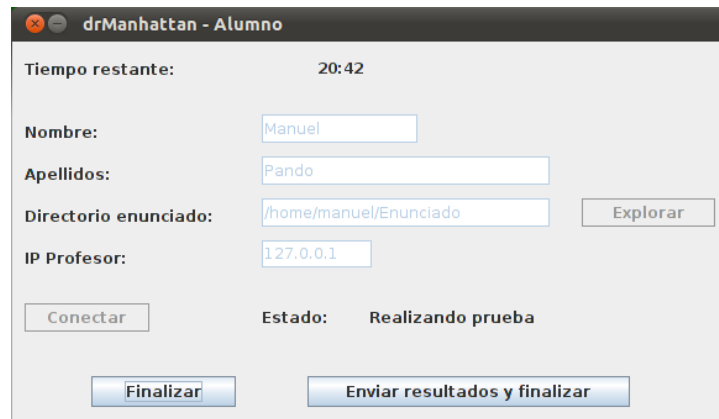 drManhattan - Alumno
Tiempo restante: 20:42
Nombre: Manuel
Apellidos: Pando
Directorio enunciado: /home/manuel/Enunciado Explorar
IP Profesor: 127.0.0.1
Conectar Estado: Realizando prueba
Finalizar Enviar resultados y finalizar